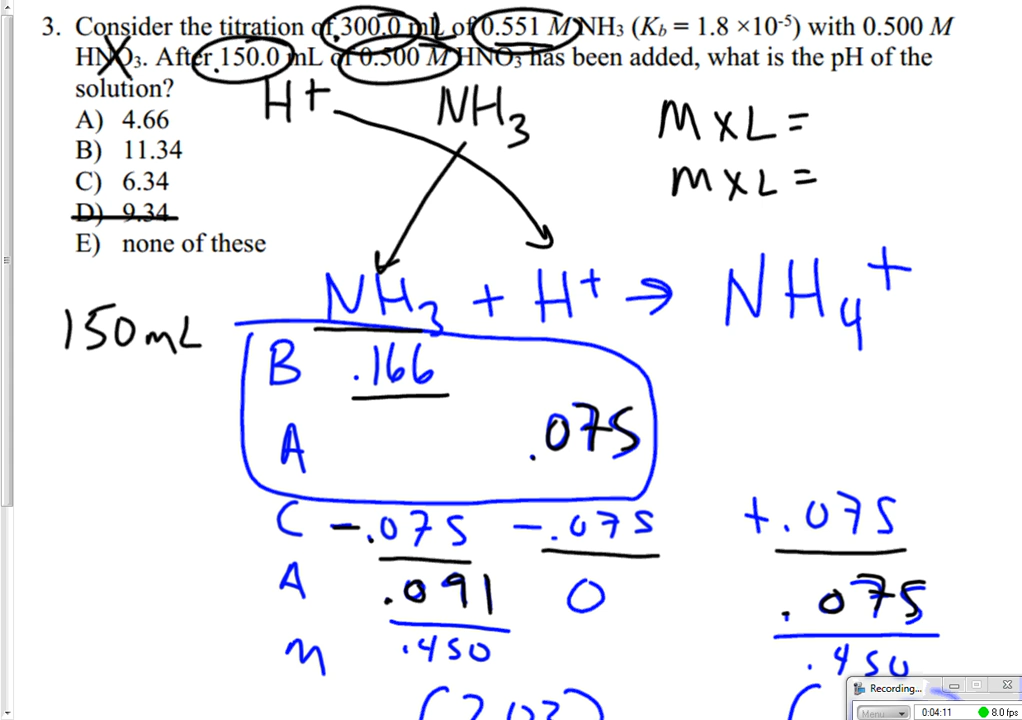 3. Consider the titration of 300.0 mL of 0.551 M NH₃ (Kb = 1.8 ×10⁻⁵) with 0.500 M
HNO₃. After 150.0 mL of 0.500 M HNO₃ has been added, what is the pH of the
solution?
H+ NH₃
M x L =
A) 4.66
B) 11.34
M x L =
C) 6.34
D) 9.34
E) none of these
NH₃ + H+ → NH₄+
150mL
B .166
A .075
C -.075 -.075 +.075
A .091 0 .075
M .450 .450
Recording...
Menu 0:04:11 8.0 fps